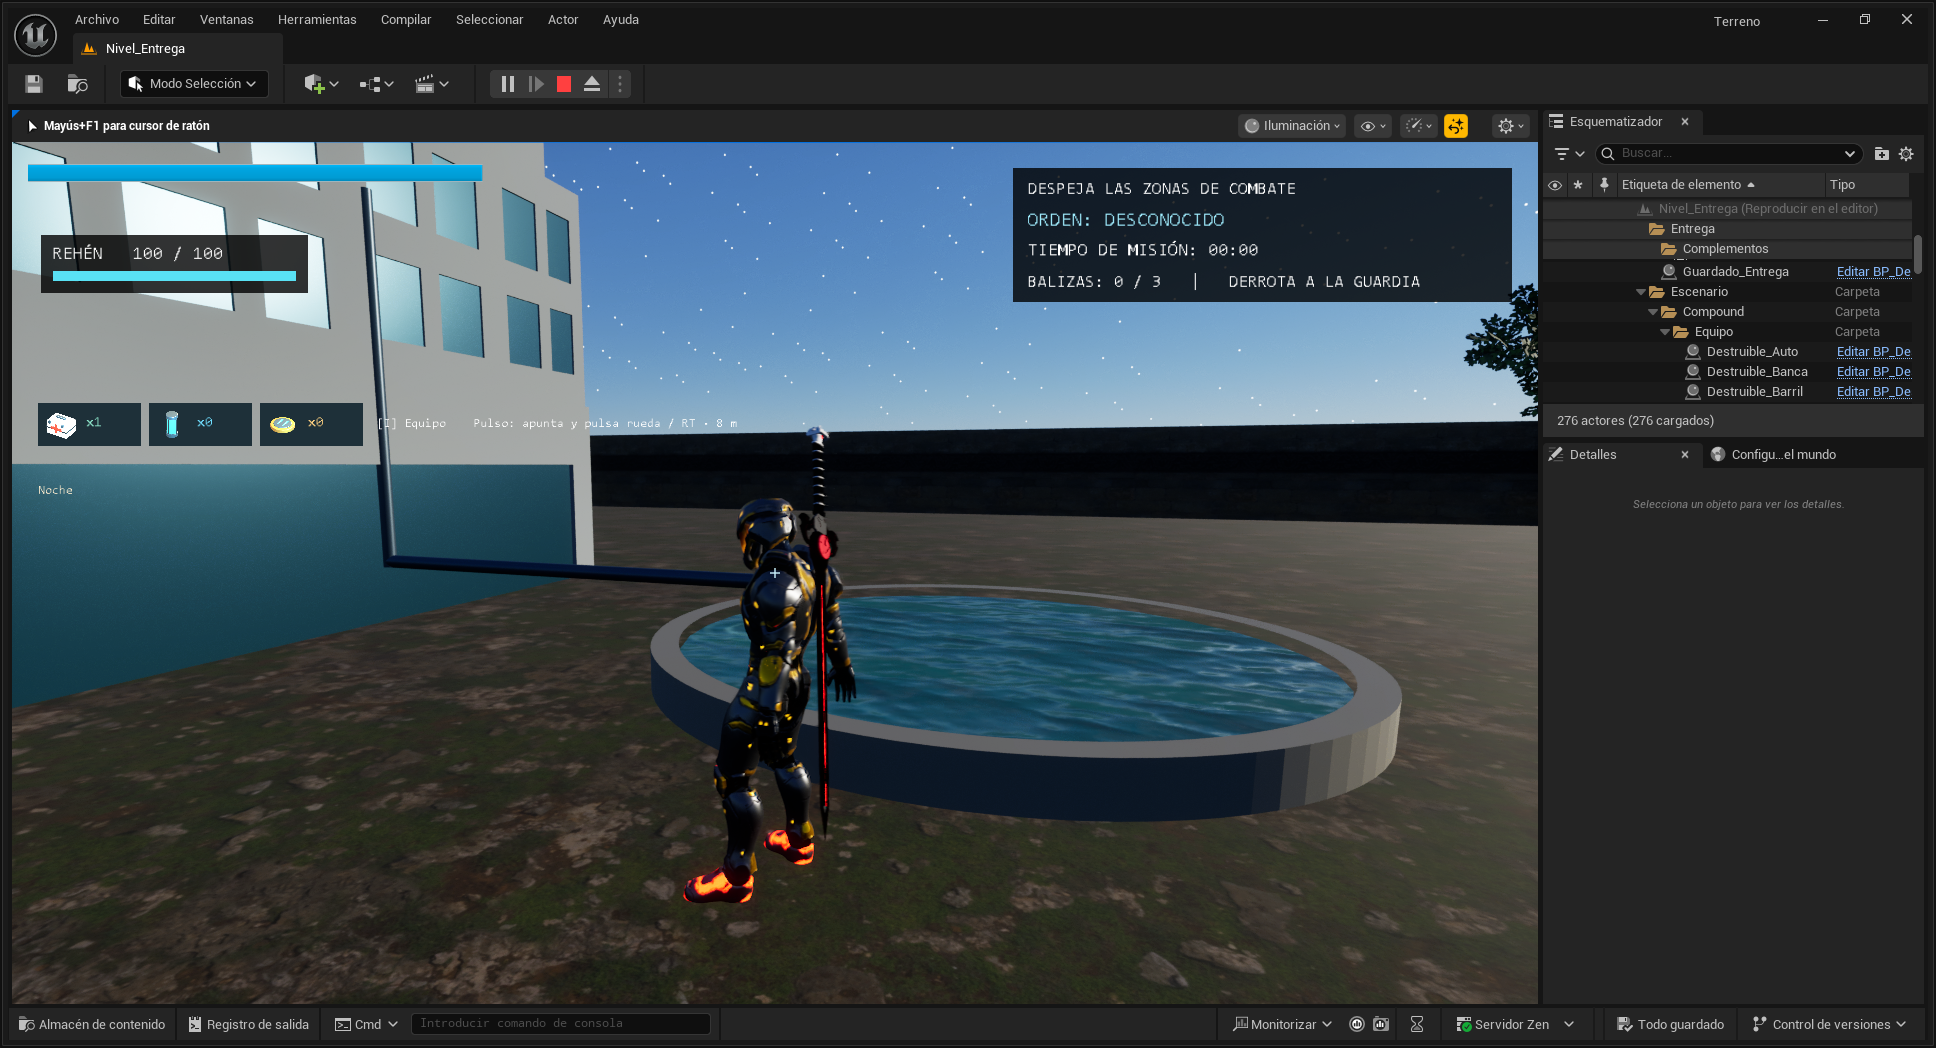 Archivo Editar Ventanas Herramientas Compilar Seleccionar Actor Ayuda
Terreno
Nivel_Entrega
Modo Selección
Mayús+F1 para cursor de ratón
Iluminación
DESPEJA LAS ZONAS DE COMBATE
ORDEN: DESCONOCIDO
TIEMPO DE MISIÓN: 00:00
BALIZAS: 0 / 3 | DERROTA A LA GUARDIA
REHÉN 100 / 100
x1 x0 x0 [I] Equipo Pulso: apunta y pulsa rueda / RT · 8 m
Noche
Esquematizador
Buscar...
Etiqueta de elemento Tipo
Nivel_Entrega (Reproducir en el editor)
Entrega
Complementos
Guardado_Entrega Editar BP_De
Escenario Carpeta
Compound Carpeta
Equipo Carpeta
Destruible_Auto Editar BP_De
Destruible_Banca Editar BP_De
Destruible_Barril Editar BP_De
276 actores (276 cargados)
Detalles Configu...el mundo
Selecciona un objeto para ver los detalles.
Almacén de contenido Registro de salida Cmd Introducir comando de consola Monitorizar Servidor Zen Todo guardado Control de versiones